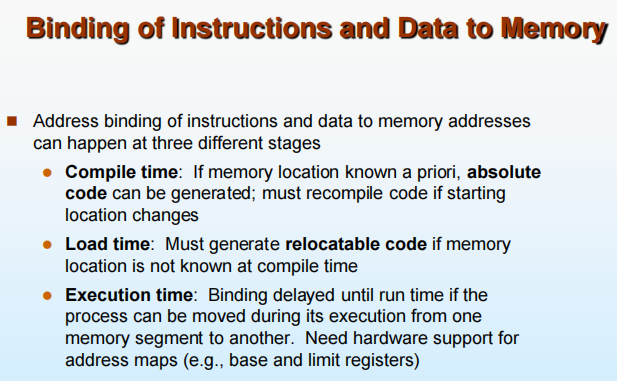 Binding of Instructions and Data to Memory
Address binding of instructions and data to memory addresses
can happen at three different stages
Compile time: If memory location known a priori, absolute
code can be generated; must recompile code if starting
location changes
Load time: Must generate relocatable code if memory
location is not known at compile time
Execution time: Binding delayed until run time if the
process can be moved during its execution from one
memory segment to another. Need hardware support for
address maps (e.g., base and limit registers)